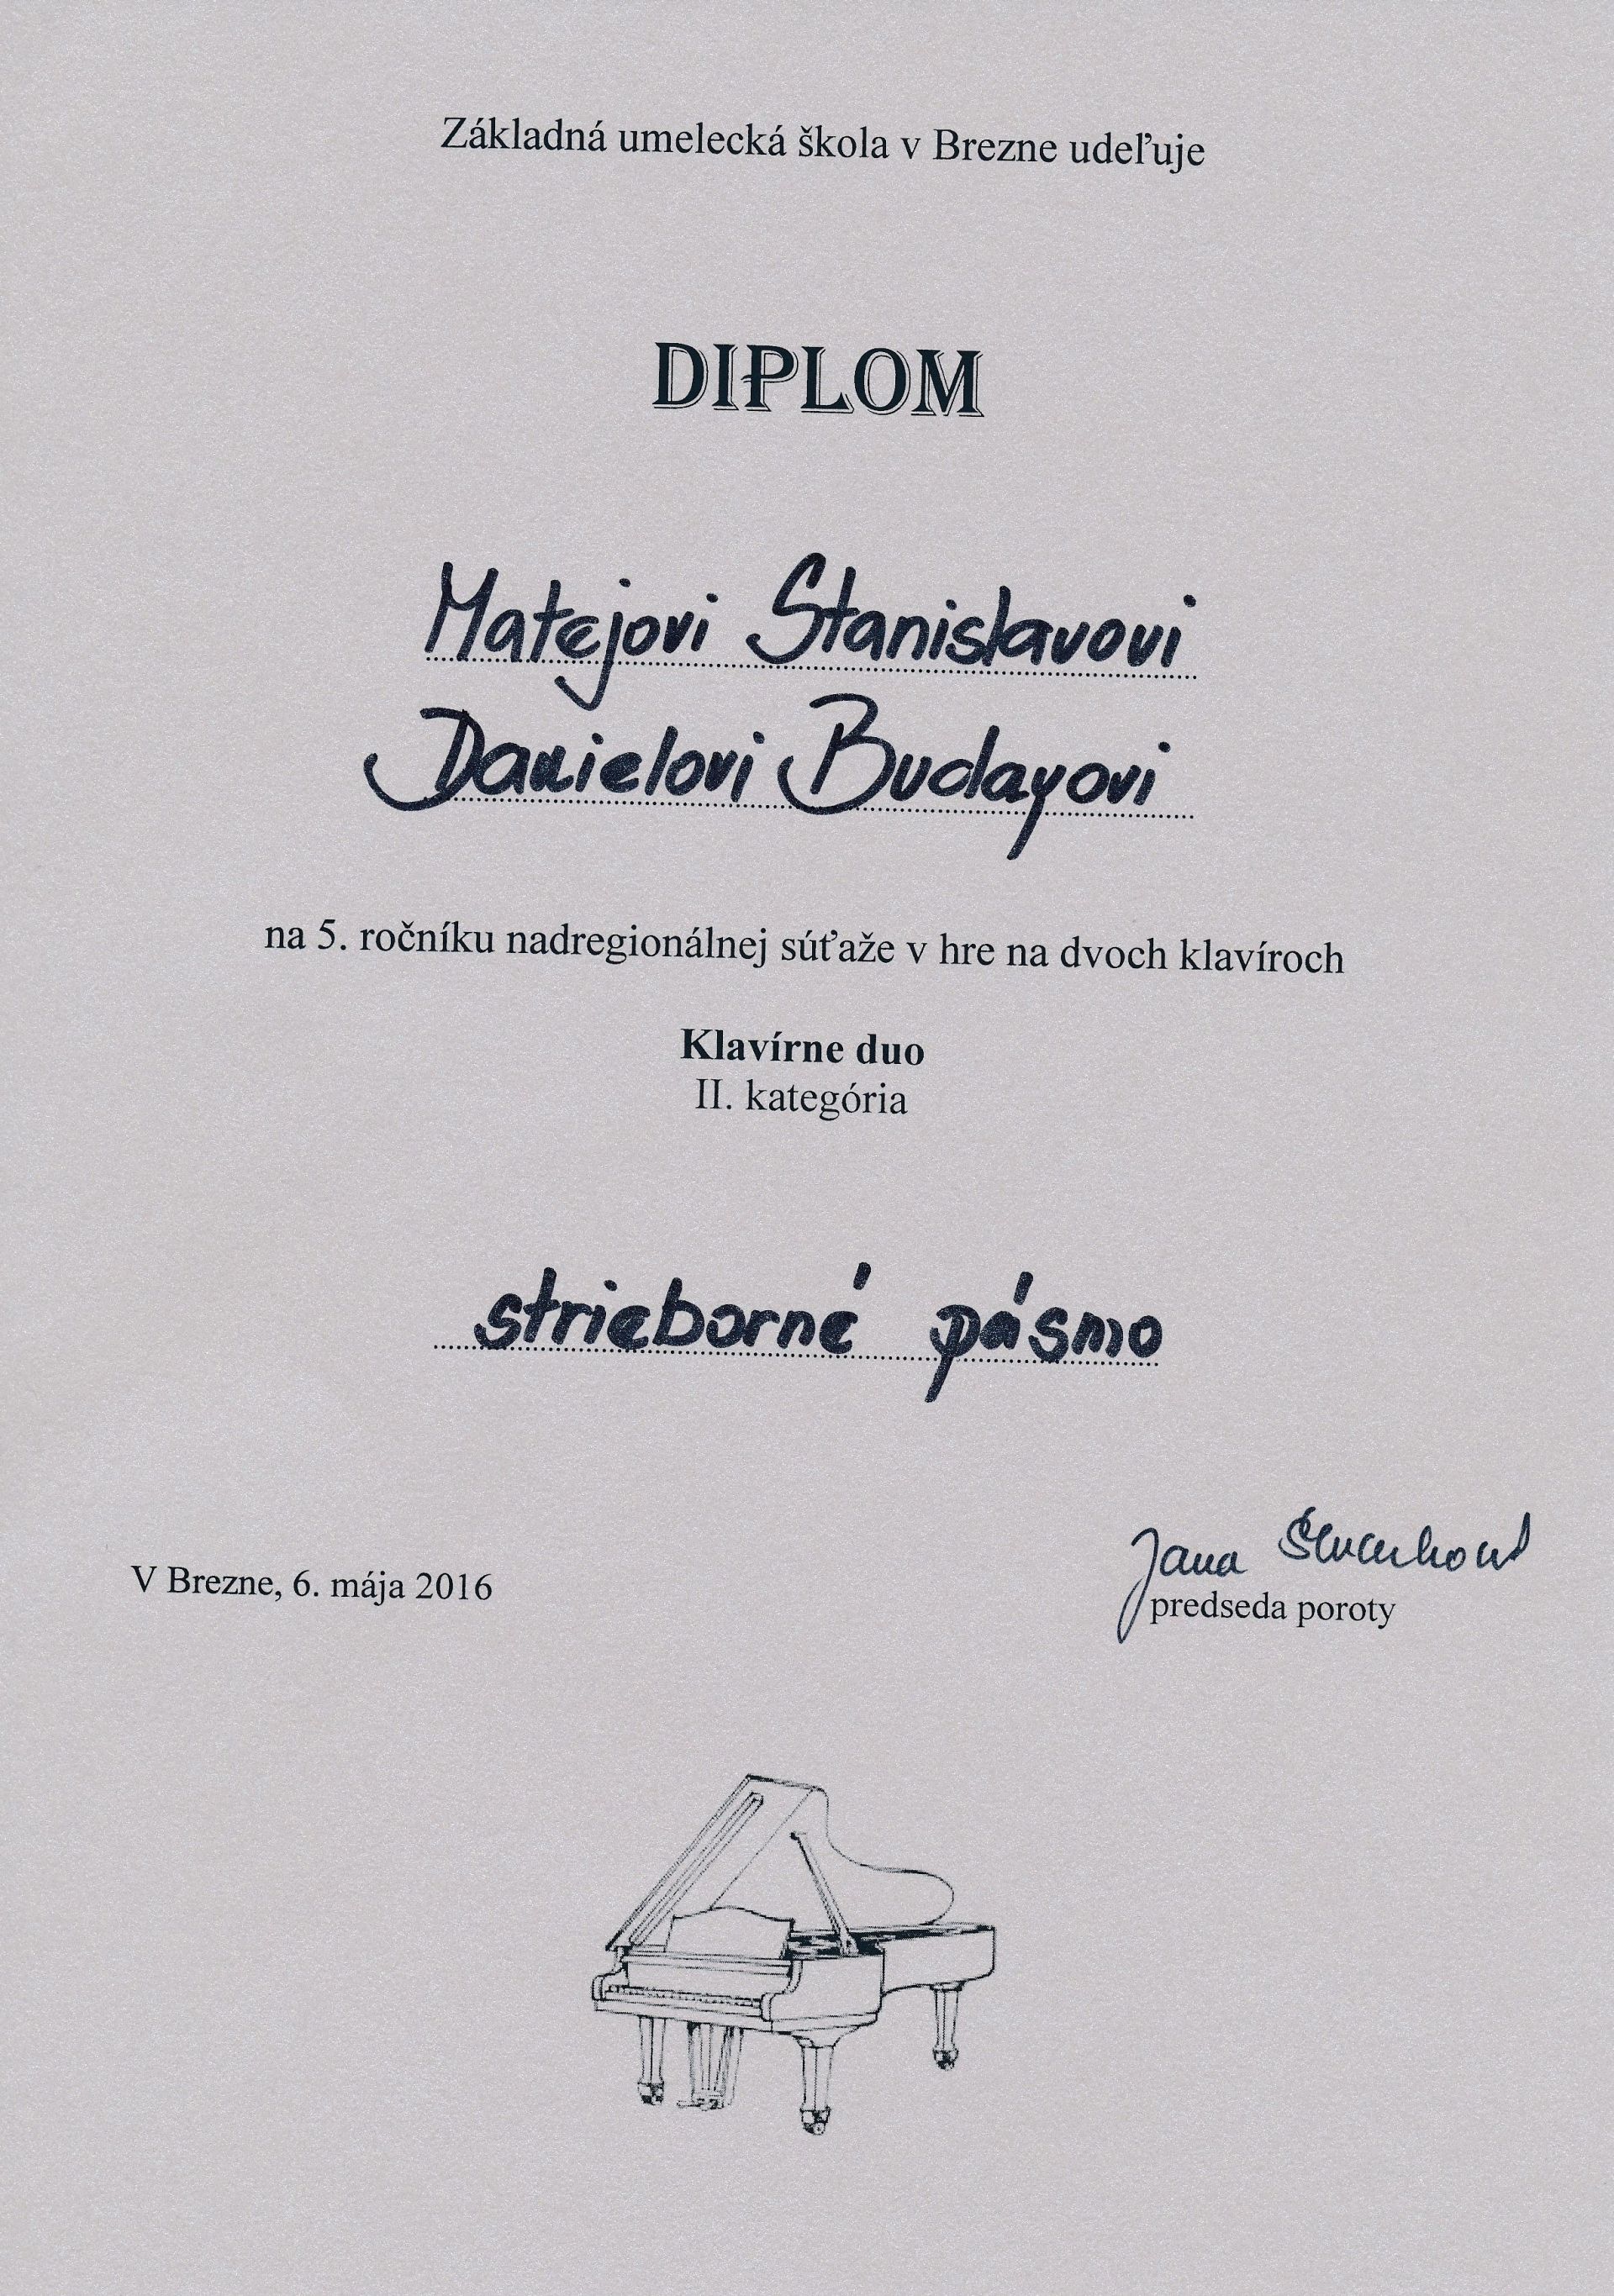 Základná umelecká škola v Brezne udeľuje
DIPLOM
Matejovi Stanislavovi
Danielovi Budayovi
na 5. ročníku nadregionálnej súťaže v hre na dvoch klavíroch
Klavírne duo
II. kategória
strieborné pásmo
Jana
V Brezne, 6. mája 2016
predseda poroty